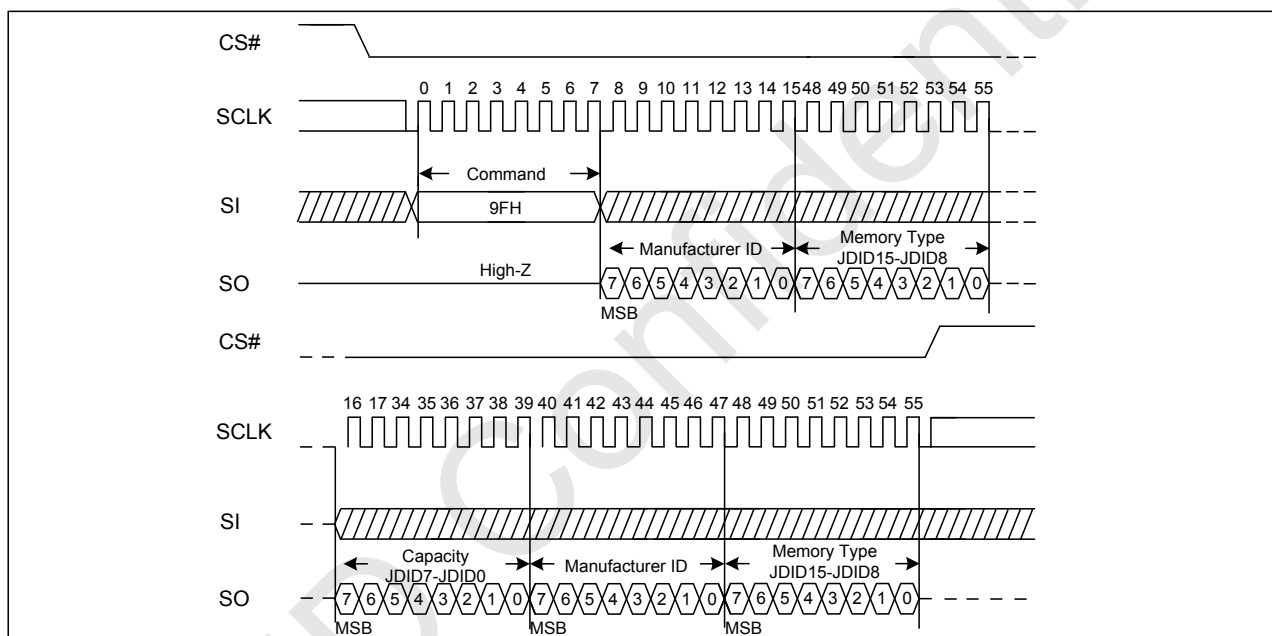 CS#
0 1 2 3 4 5 6 7 8 9 10 11 12 13 14 15 48 49 50 51 52 53 54 55
SCLK
Command
SI
9FH
Manufacturer ID
Memory Type
JDID15-JDID8
High-Z
SO
7 6 5 4 3 2 1 0 7 6 5 4 3 2 1 0
MSB
CS#
16 17 34 35 36 37 38 39 40 41 42 43 44 45 46 47 48 49 50 51 52 53 54 55
SCLK
SI
Capacity
JDID7-JDID0
Manufacturer ID
Memory Type
JDID15-JDID8
SO
7 6 5 4 3 2 1 0 7 6 5 4 3 2 1 0 7 6 5 4 3 2 1 0
MSB MSB MSB